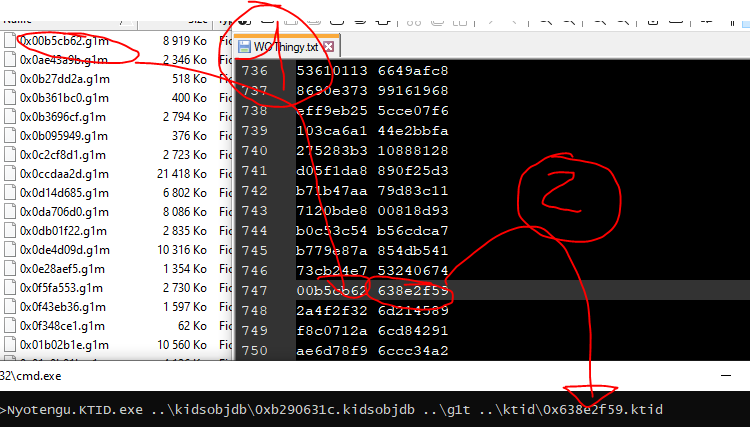 Name
Size
0x00b5cb62.g1m 8 919 Ko Fic
0x0ae43a9b.g1m 2 346 Ko Fic
0x0b27dd2a.g1m 518 Ko Fic
0x0b361bc0.g1m 400 Ko Fic
0x0b3696cf.g1m 2 794 Ko Fic
0x0b095949.g1m 376 Ko Fic
0x0c2cf8d1.g1m 2 723 Ko Fic
0x0ccdaa2d.g1m 21 418 Ko Fic
0x0d14d685.g1m 6 802 Ko Fic
0x0da706d0.g1m 8 086 Ko Fic
0x0db01f22.g1m 2 835 Ko Fic
0x0de4d09d.g1m 10 316 Ko Fic
0x0e28aef5.g1m 1 354 Ko Fic
0x0f5fa553.g1m 2 730 Ko Fic
0x0f43eb36.g1m 1 597 Ko Fic
0x0f348ce1.g1m 62 Ko Fic
0x01b02b1e.g1m 10 560 Ko Fic
WOThingy.txt
736 53610113 6649afc8
737 8690e373 99161968
738 eff9eb25 5cce07f6
739 103ca6a1 44e2bbfa
740 275283b3 10888128
741 d05f1da8 890f25d3
742 b71b47aa 79d83c11
743 7120bde8 00818d93
744 b0c53c54 b56cdca7
745 b779e87a 854db541
746 73cb24e7 53240674
747 00b5cb62 638e2f59
748 2a4f2f32 6d214589
749 f8c0712a 6cd84291
750 ae6d78f9 6ccc34a2
1
2
32\cmd.exe
>Nyotengu.KTID.exe ..\kidsobjdb\0xb290631c.kidsobjdb ..\g1t ..\ktid\0x638e2f59.ktid